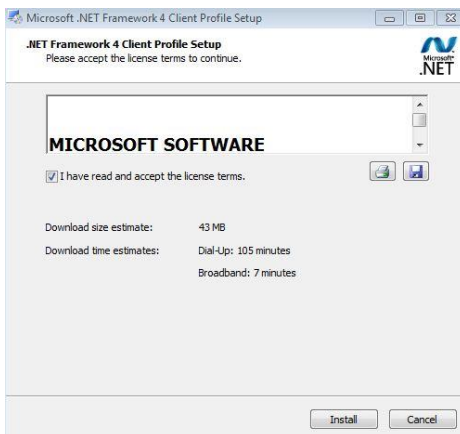 Microsoft .NET Framework 4 Client Profile Setup
.NET Framework 4 Client Profile Setup
Please accept the license terms to continue.
Microsoft®
.NET
MICROSOFT SOFTWARE
I have read and accept the license terms.
Download size estimate: 43 MB
Download time estimates: Dial-Up: 105 minutes
Broadband: 7 minutes
Install Cancel